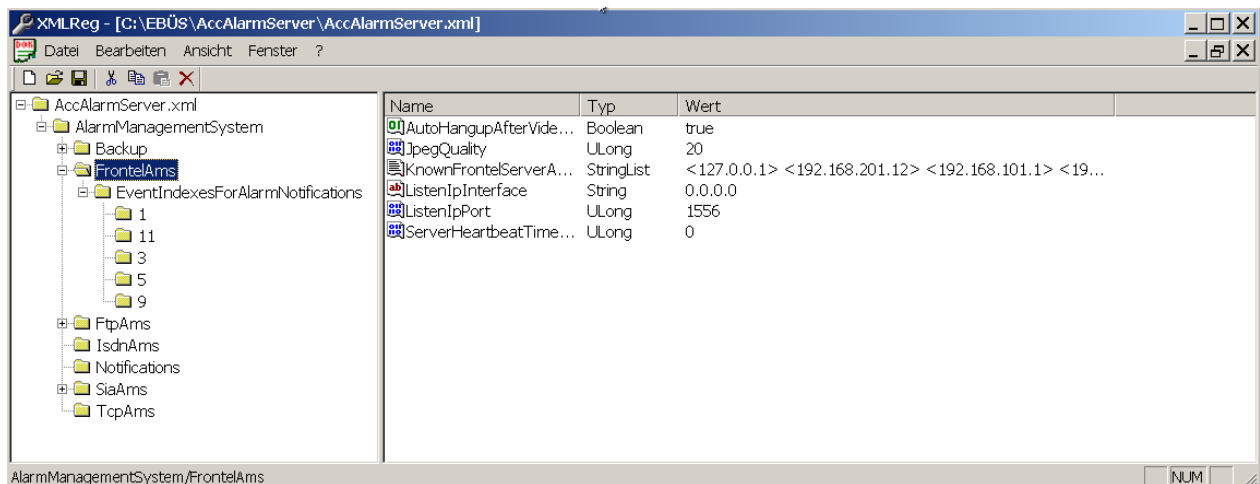 XMLReg - [C:\EBÜS\AccAlarmServer\AccAlarmServer.xml]
Datei Bearbeiten Ansicht Fenster ?
AccAlarmServer.xml
AlarmManagementSystem
Backup
FrontelAms
EventIndexesForAlarmNotifications
1
11
3
5
9
FtpAms
IsdnAms
Notifications
SiaAms
TcpAms
Name Typ Wert
AutoHangupAfterVide... Boolean true
JpegQuality ULong 20
KnownFrontelServerA... StringList <127.0.0.1> <192.168.201.12> <192.168.101.1> <19...
ListenIpInterface String 0.0.0.0
ListenIpPort ULong 1556
ServerHeartbeatTime... ULong 0
AlarmManagementSystem/FrontelAms NUM